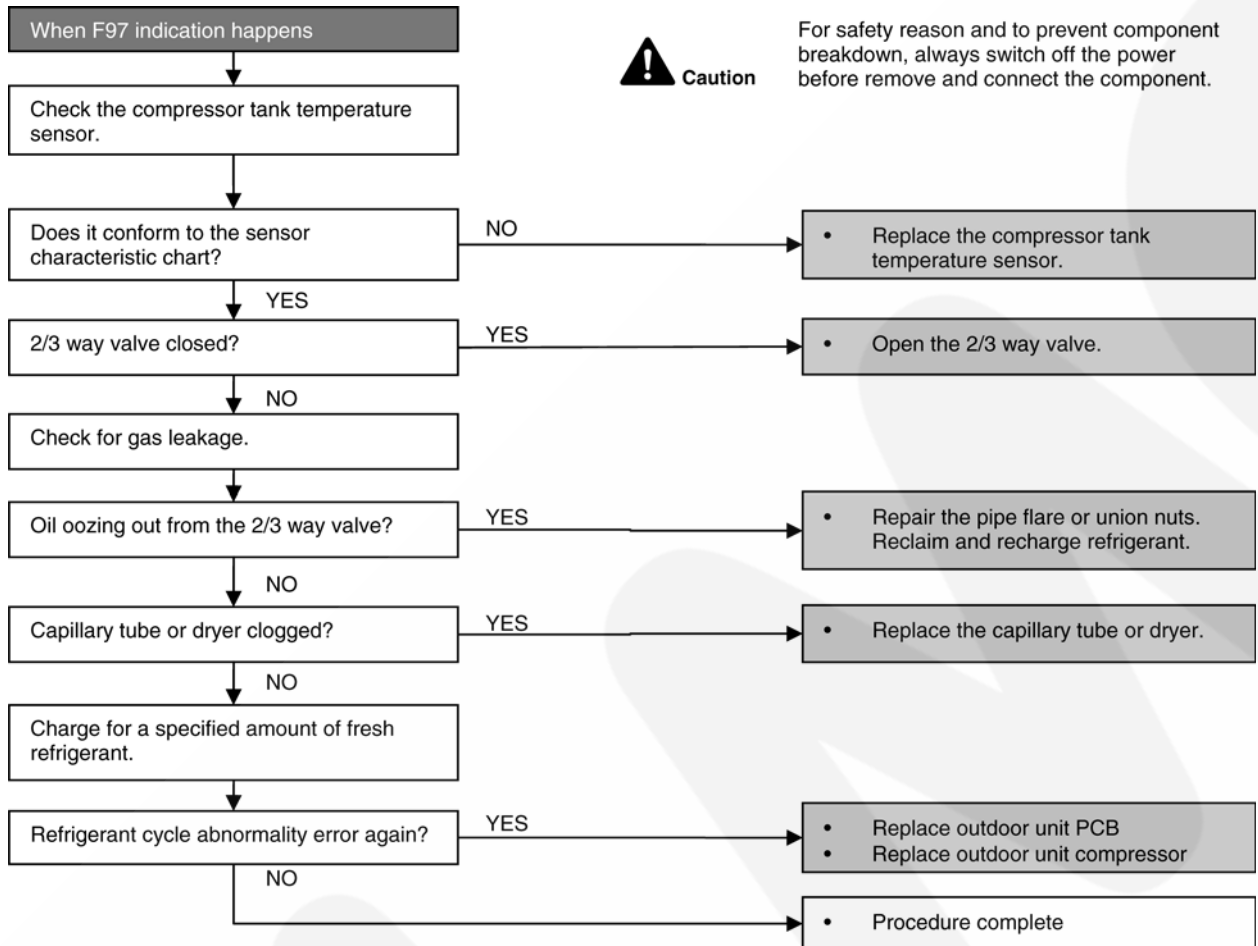 When F97 indication happens
For safety reason and to prevent component
breakdown, always switch off the power
before remove and connect the component.
Caution
Check the compressor tank temperature
sensor.
Does it conform to the sensor
characteristic chart?
NO
• Replace the compressor tank
temperature sensor.
YES
2/3 way valve closed?
YES
• Open the 2/3 way valve.
NO
Check for gas leakage.
Oil oozing out from the 2/3 way valve?
YES
• Repair the pipe flare or union nuts.
Reclaim and recharge refrigerant.
NO
Capillary tube or dryer clogged?
YES
• Replace the capillary tube or dryer.
NO
Charge for a specified amount of fresh
refrigerant.
Refrigerant cycle abnormality error again?
YES
• Replace outdoor unit PCB
• Replace outdoor unit compressor
NO
• Procedure complete